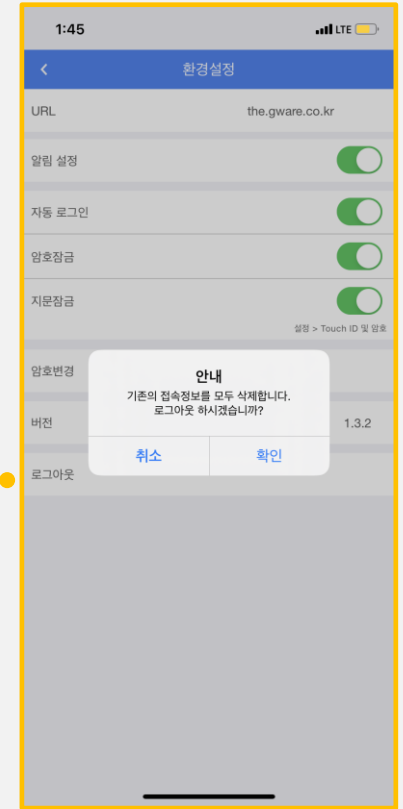 1:45 LTE
환경설정
URL the.gware.co.kr
알림 설정
자동 로그인
암호잠금
지문잠금
설정 > Touch ID 및 암호
암호변경
안내
기존의 접속정보를 모두 삭제합니다.
로그아웃 하시겠습니까?
버전 1.3.2
취소 확인
로그아웃